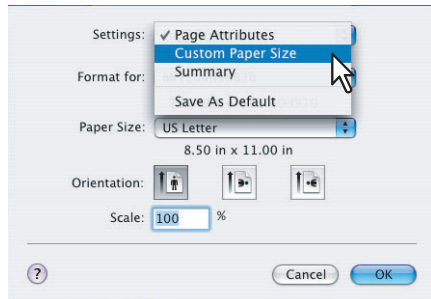 Settings: ✓ Page Attributes
Custom Paper Size
Format for: Summary
Save As Default
Paper Size: US Letter
8.50 in x 11.00 in
Orientation:
Scale: 100 %
? Cancel OK